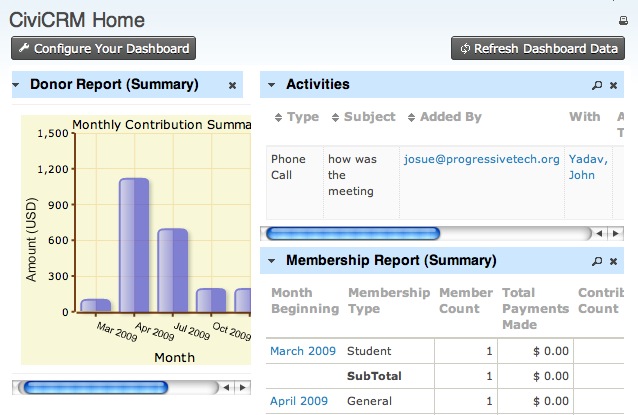 CiviCRM Home
Configure Your Dashboard
Refresh Dashboard Data
Donor Report (Summary)
Monthly Contribution Summa
1,500
1,200
900
600
300
0
Amount (USD)
Mar 2009
Apr 2009
Jul 2009
Oct 2009
Month
Activities
Type Subject Added By With A
T
Phone how was josue@progressivetech.org Yadav,
Call the John
meeting
Membership Report (Summary)
Month Membership Member Total Contrib
Beginning Type Count Payments Count
Made
March 2009 Student 1 $ 0.00
SubTotal 1 $ 0.00
April 2009 General 1 $ 0.00